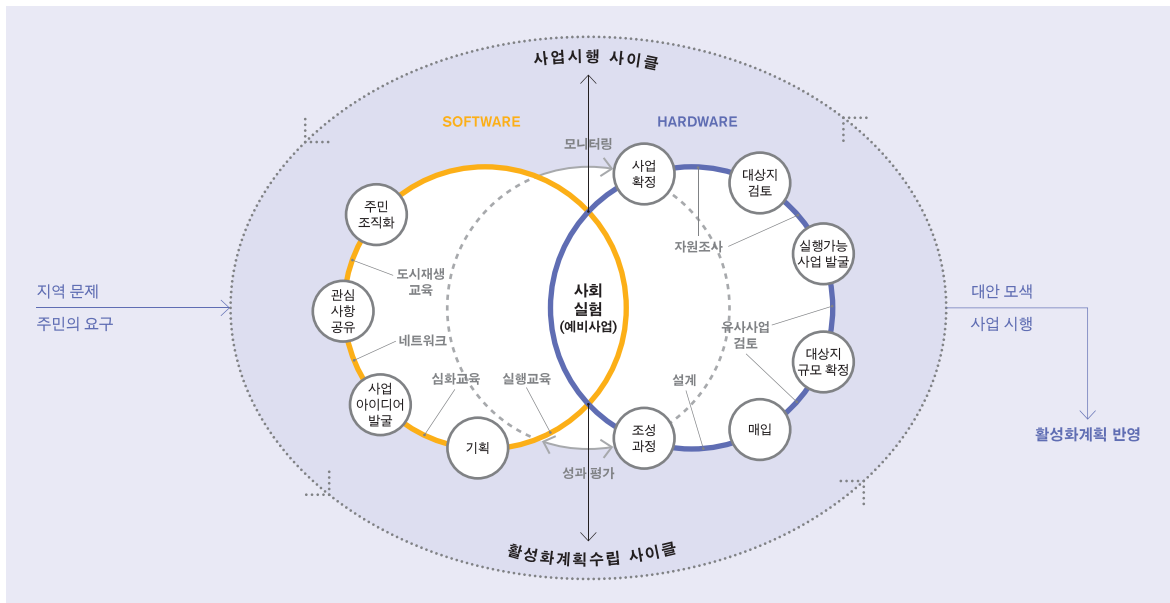 사업시행 사이클
SOFTWARE
HARDWARE
모니터링
사업
확정
대상지
검토
주민
조직화
자원조사
실행가능
사업 발굴
도시재생
교육
관심
사항
공유
사회
실험
(예비사업)
지역 문제
주민의 요구
대안 모색
사업 시행
유사사업
검토
네트워크
대상지
규모 확정
심화교육
실행교육
설계
사업
아이디어
발굴
기획
조성
과정
매입
활성화계획 반영
성과 평가
활성화계획수립 사이클